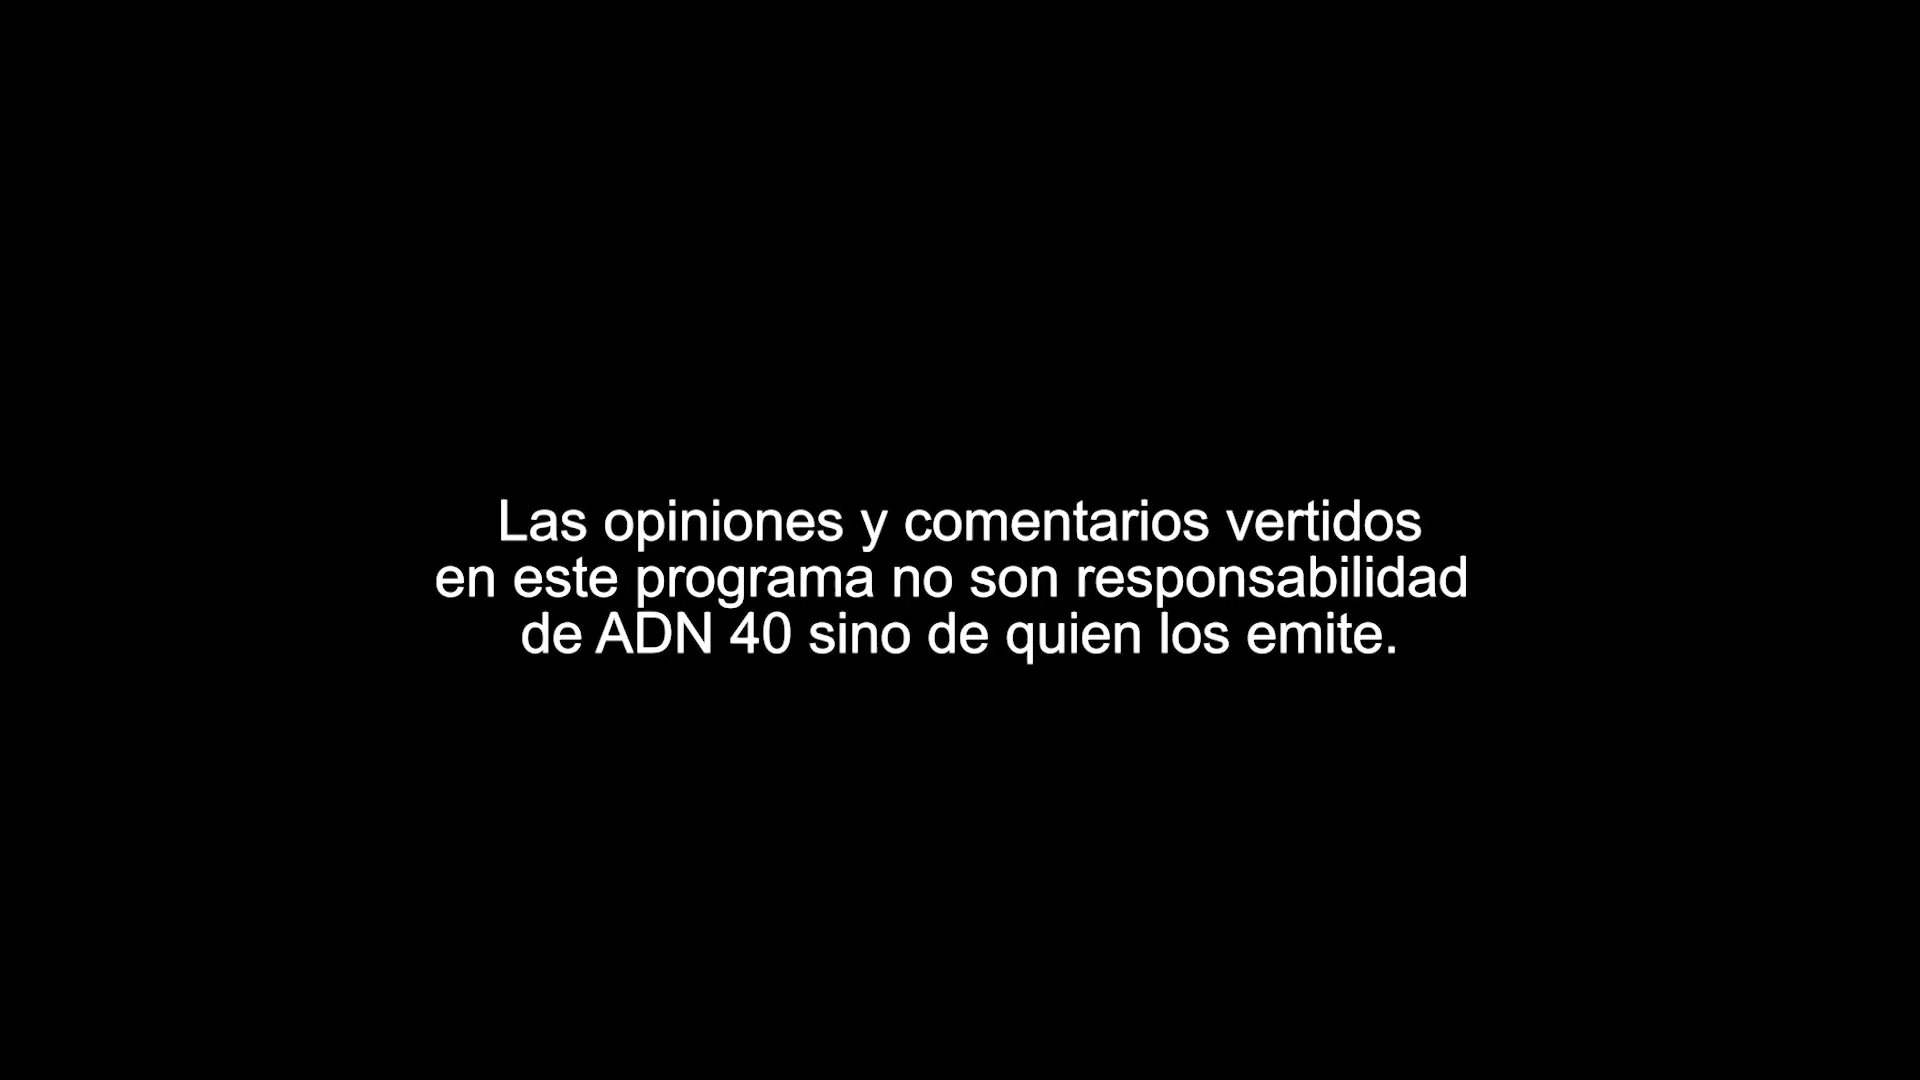 Las opiniones y comentarios vertidos
en este programa no son responsabilidad
de ADN 40 sino de quien los emite.